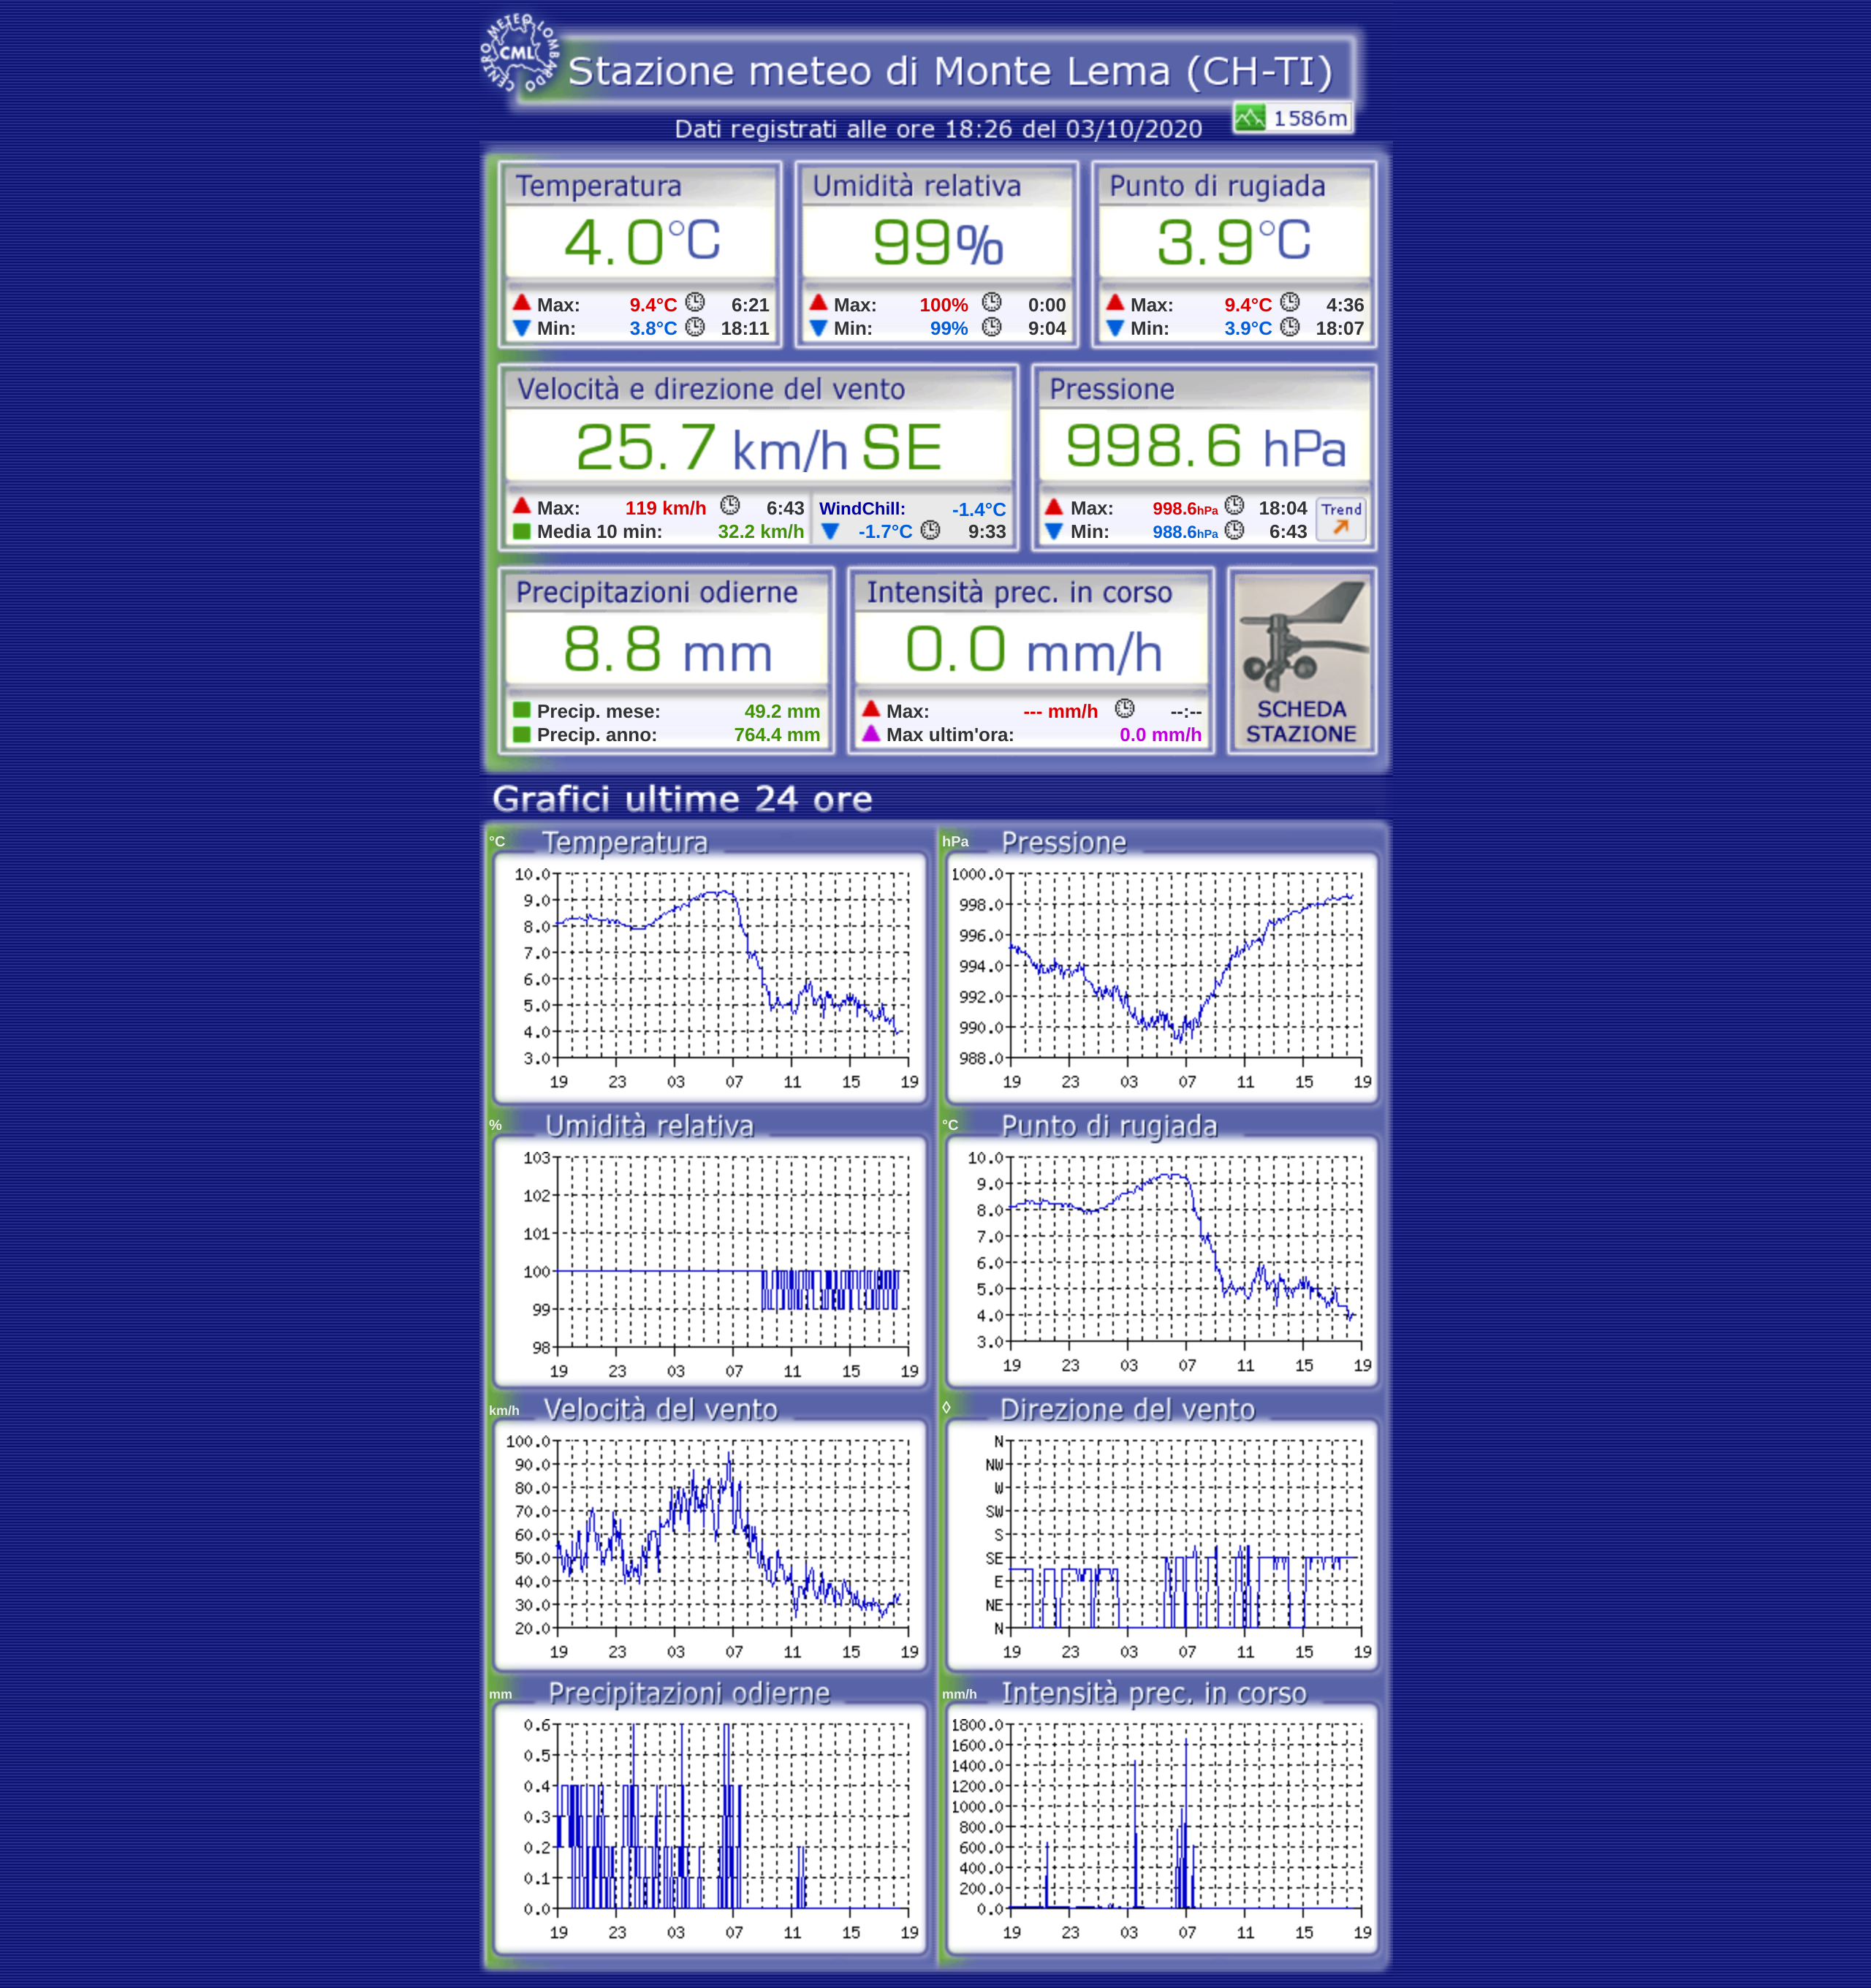 CENTRO METEO LOMBARDO
CML
Stazione meteo di Monte Lema (CH-TI)
1586m
Dati registrati alle ore 18:26 del 03/10/2020
Temperatura
4.0°C
Max: 9.4°C 6:21
Min: 3.8°C 18:11
Umidità relativa
99%
Max: 100% 0:00
Min: 99% 9:04
Punto di rugiada
3.9°C
Max: 9.4°C 4:36
Min: 3.9°C 18:07
Velocità e direzione del vento
25.7 km/h SE
Max: 119 km/h 6:43
Media 10 min: 32.2 km/h
WindChill: -1.4°C
-1.7°C 9:33
Pressione
998.6 hPa
Max: 998.6hPa 18:04
Min: 988.6hPa 6:43
Trend
Precipitazioni odierne
8.8 mm
Precip. mese: 49.2 mm
Precip. anno: 764.4 mm
Intensità prec. in corso
0.0 mm/h
Max: --- mm/h --:--
Max ultim'ora: 0.0 mm/h
SCHEDA
STAZIONE
Grafici ultime 24 ore
°C Temperatura
10.0
9.0
8.0
7.0
6.0
5.0
4.0
3.0
19 23 03 07 11 15 19
hPa Pressione
1000.0
998.0
996.0
994.0
992.0
990.0
988.0
19 23 03 07 11 15 19
% Umidità relativa
103
102
101
100
99
98
19 23 03 07 11 15 19
°C Punto di rugiada
10.0
9.0
8.0
7.0
6.0
5.0
4.0
3.0
19 23 03 07 11 15 19
km/h Velocità del vento
100.0
90.0
80.0
70.0
60.0
50.0
40.0
30.0
20.0
19 23 03 07 11 15 19
◊ Direzione del vento
N
NW
W
SW
S
SE
E
NE
N
19 23 03 07 11 15 19
mm Precipitazioni odierne
0.6
0.5
0.4
0.3
0.2
0.1
0.0
19 23 03 07 11 15 19
mm/h Intensità prec. in corso
1800.0
1600.0
1400.0
1200.0
1000.0
800.0
600.0
400.0
200.0
0.0
19 23 03 07 11 15 19